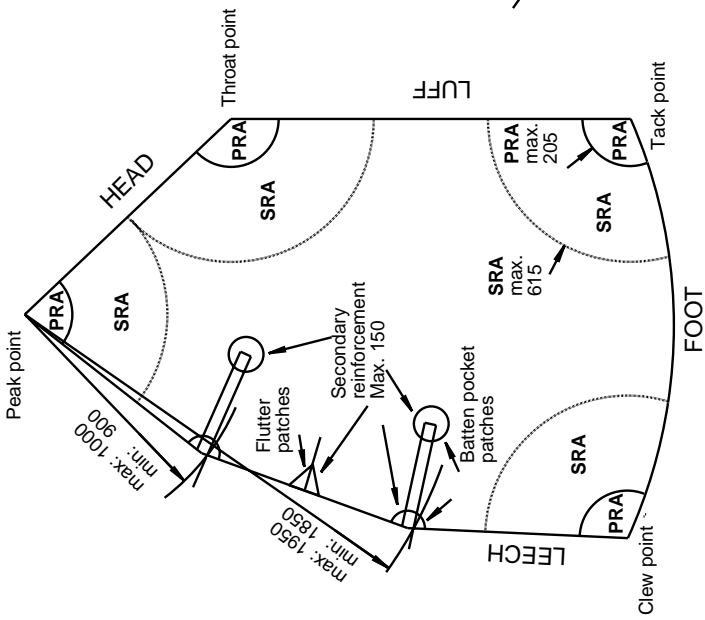 Peak point
HEAD
Throat point
PRA
SRA
PRA
SRA
LUFF
max: 1000
min: 900
Flutter
patches
Secondary
reinforcement
Max. 150
max: 1950
min: 1850
Batten pocket
patches
PRA
max.
205
SRA
max.
615
PRA
SRA
Tack point
LEECH
SRA
PRA
Clew point
FOOT